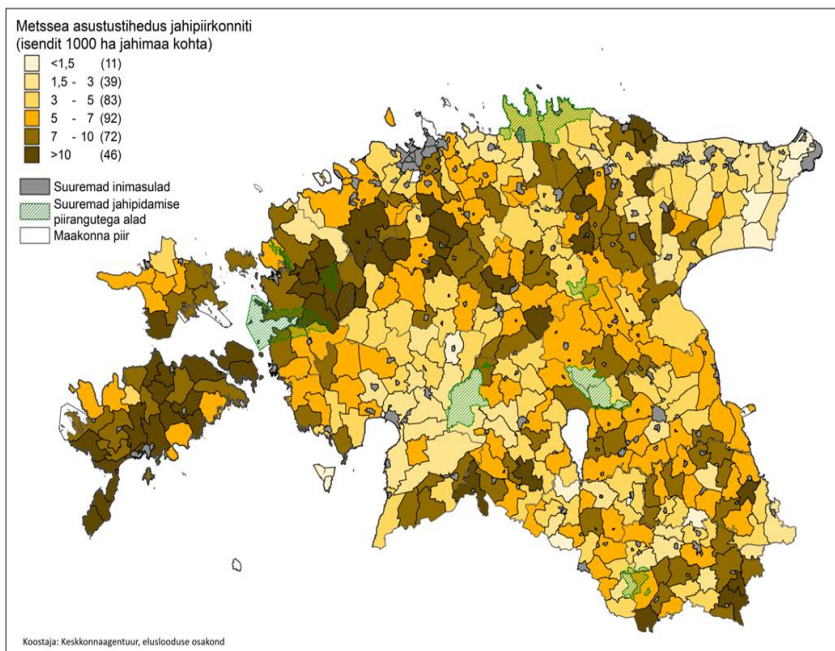 Metssea asustustihedus jahipiirkonniti
(isendit 1000 ha jahimaa kohta)
<1,5 (11)
1,5 - 3 (39)
3 - 5 (83)
5 - 7 (92)
7 - 10 (72)
>10 (46)
Suuremad inimasulad
Suuremad jahipidamise
piirangutega alad
Maakonna piir
Koostaja: Keskkonnaagentuur, eluslooduse osakond